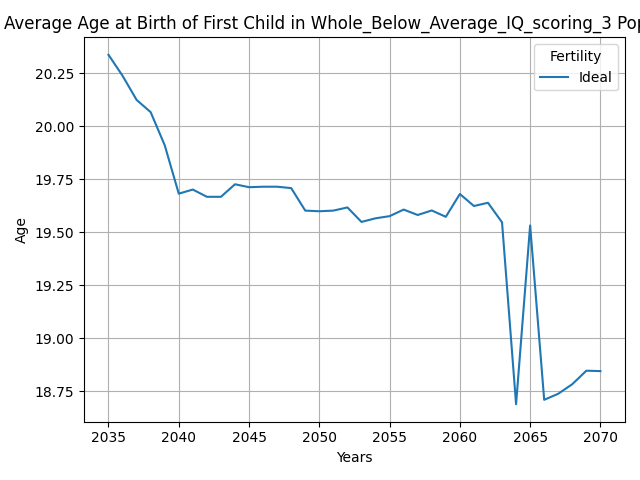 Average Age at Birth of First Child in Whole_Below_Average_IQ_scoring_3
Fertility
Ideal
20.25
20.00
19.75
19.50
19.25
19.00
18.75
Age
2035 2040 2045 2050 2055 2060 2065 2070
Years